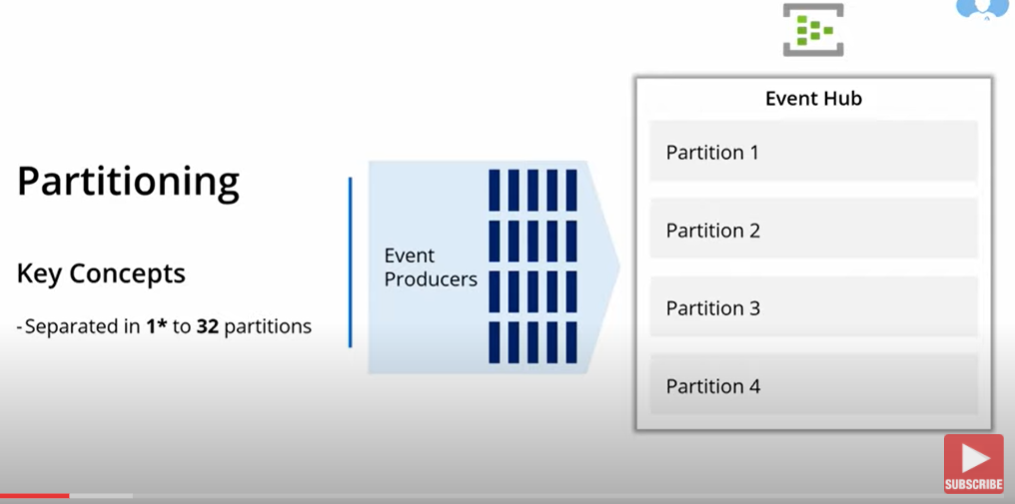 Partitioning
Key Concepts
-Separated in 1* to 32 partitions
Event
Producers
Event Hub
Partition 1
Partition 2
Partition 3
Partition 4
SUBSCRIBE